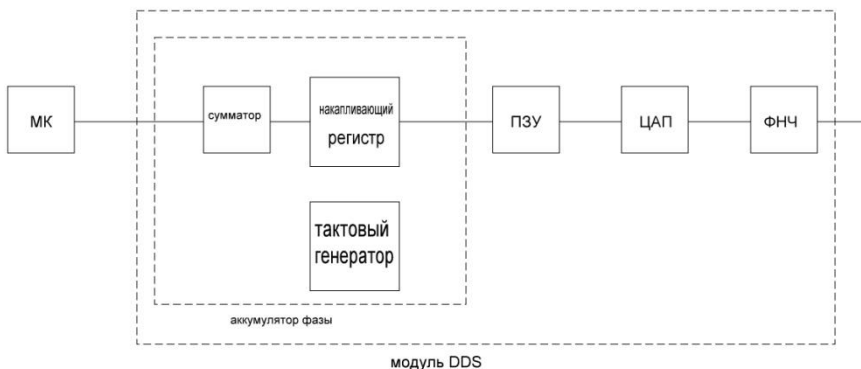 МК
сумматор
накапливающий
регистр
ПЗУ
ЦАП
ФНЧ
тактовый
генератор
аккумулятор фазы
модуль DDS